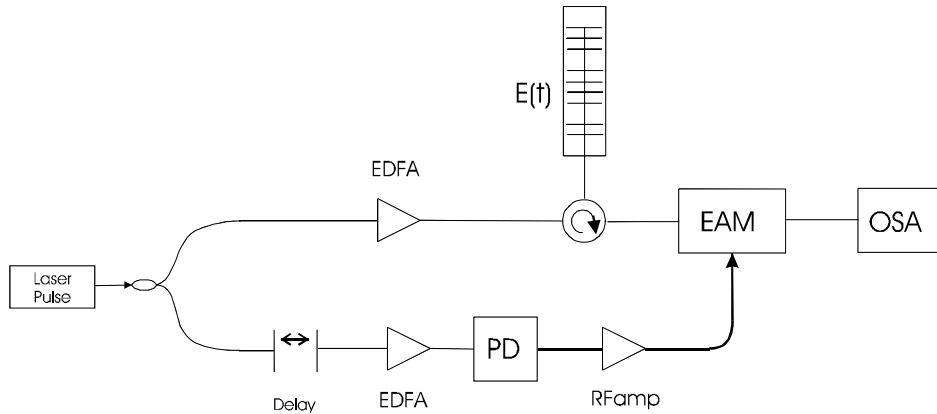 E(t)
EDFA
EAM
OSA
Laser
Pulse
PD
Delay
EDFA
RFamp